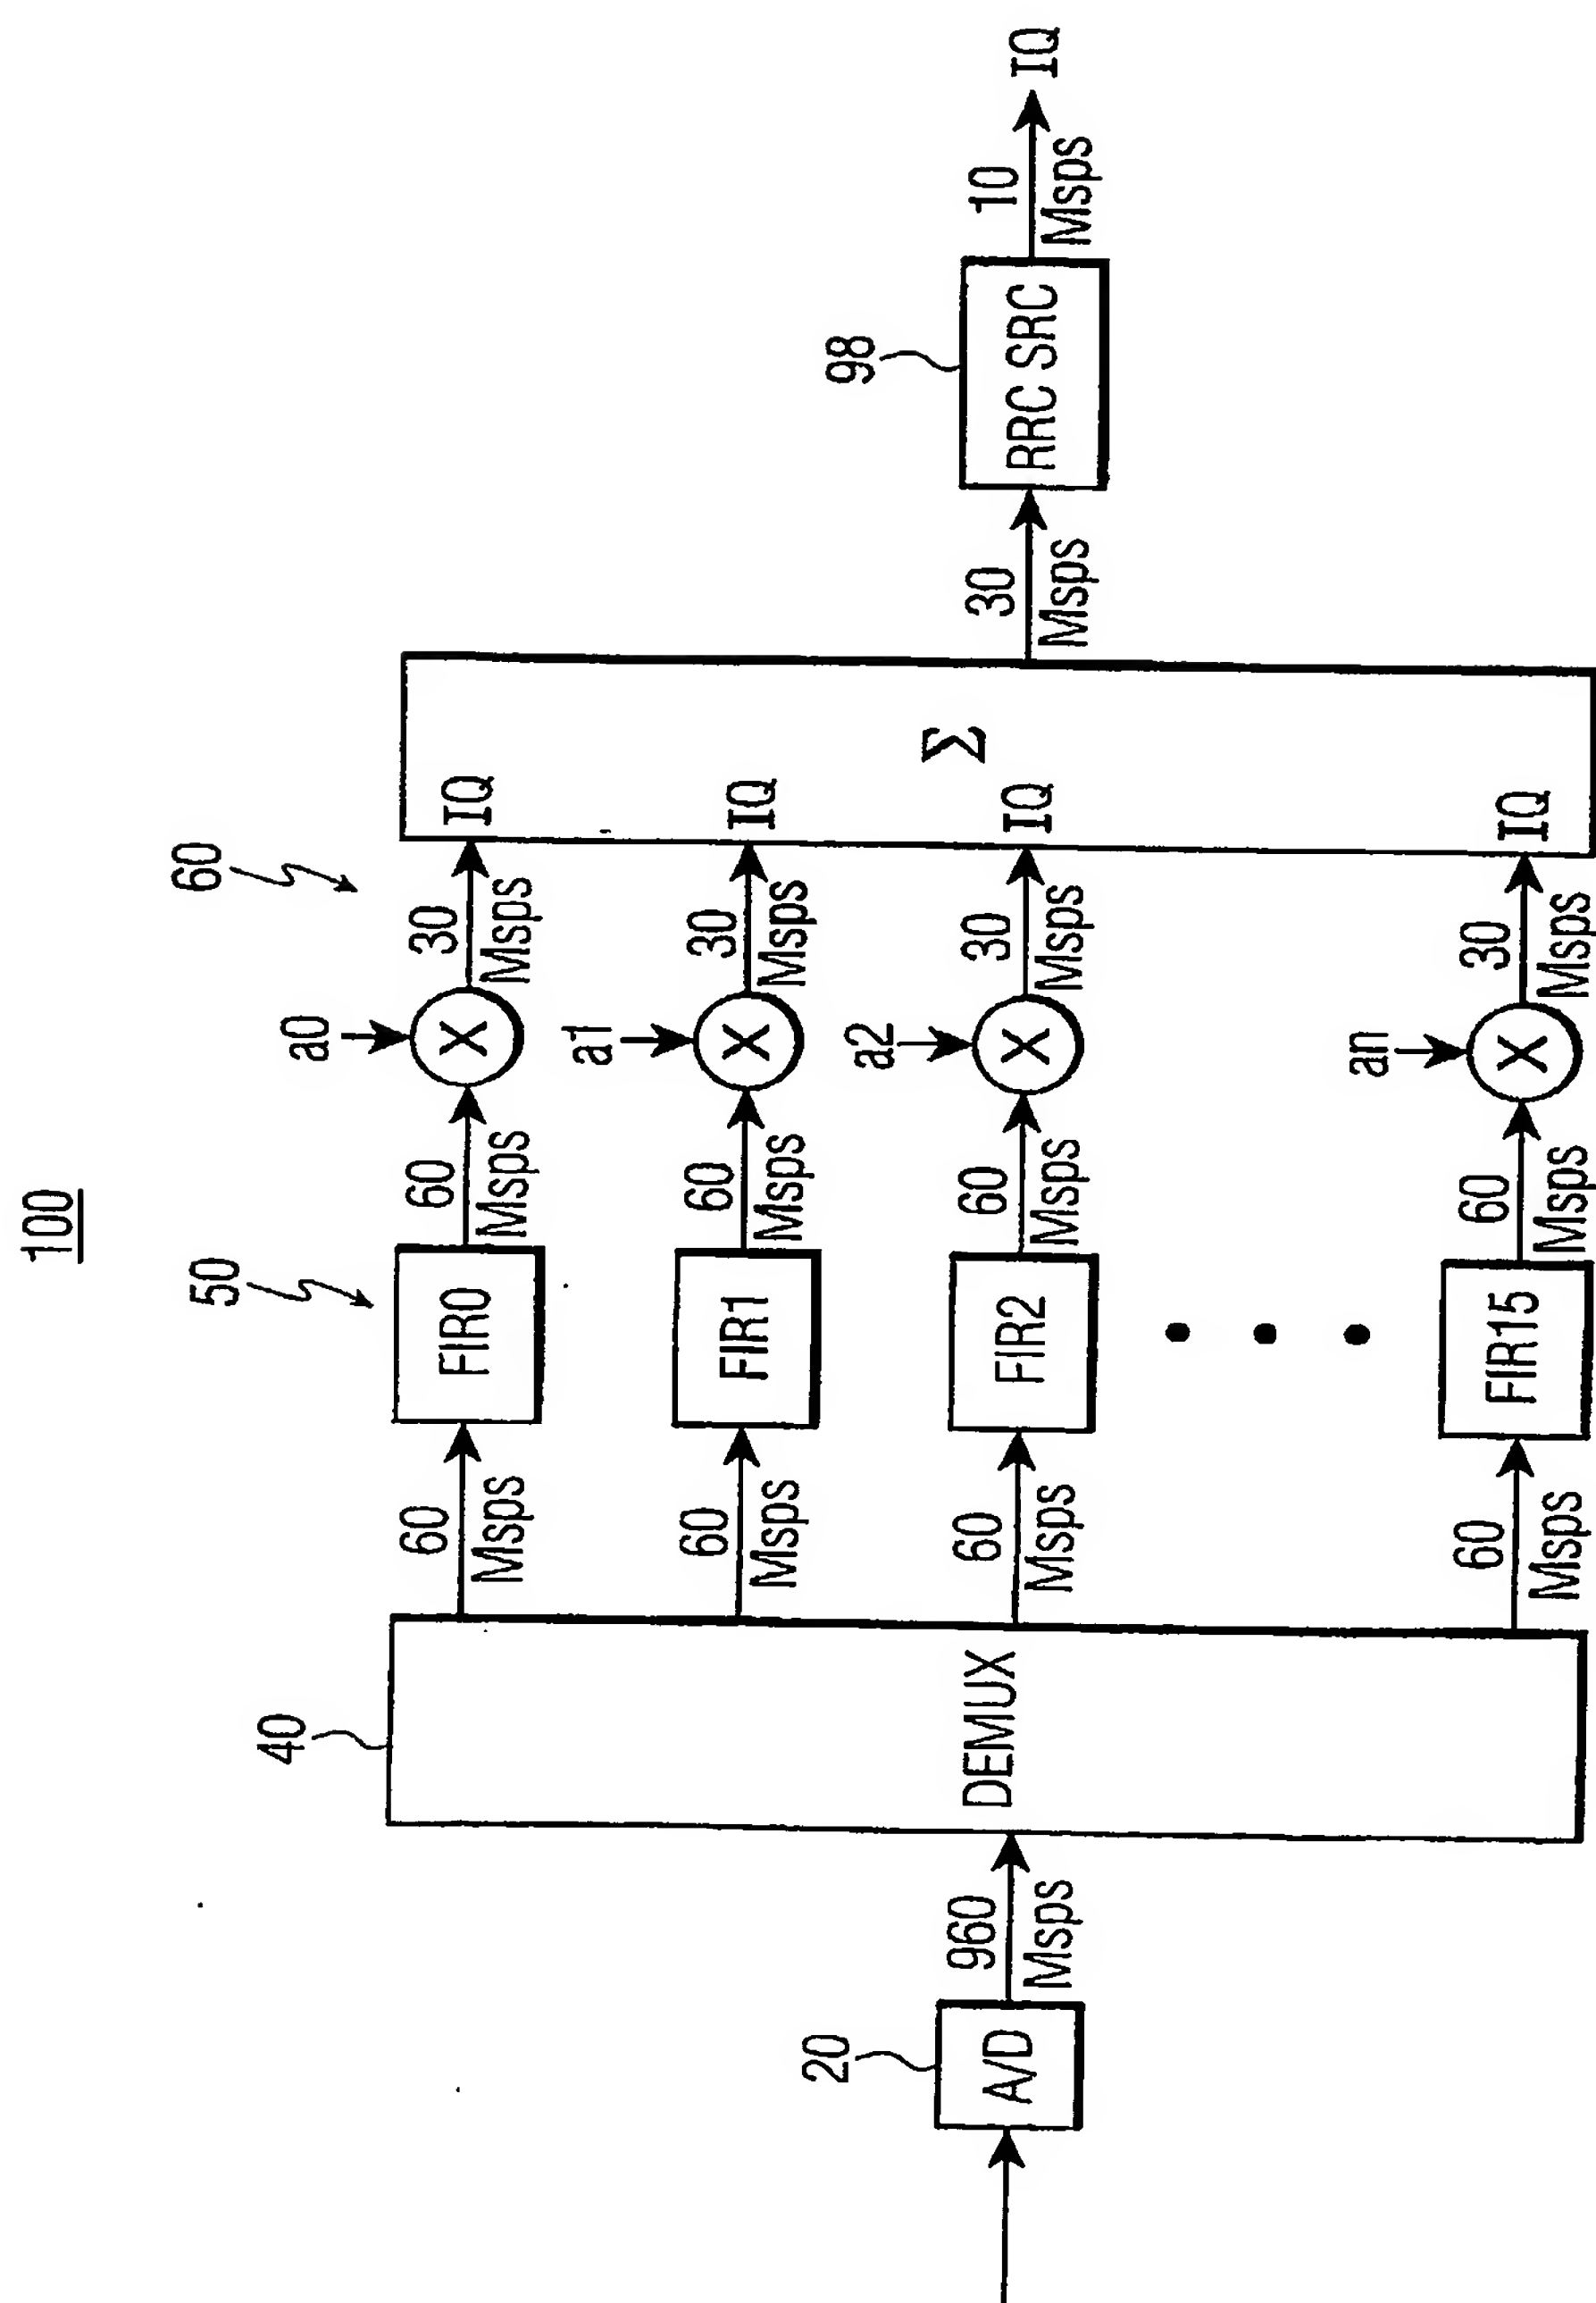 100
20
A/D
960
Msps
40
DEMUX
60
Msps
60
Msps
60
Msps
60
Msps
50
FIR0
FIR1
FIR2
FIR15
60
Msps
60
Msps
60
Msps
60
Msps
a0
X
a1
X
a2
X
an
X
60
30
Msps
30
Msps
30
Msps
30
Msps
IQ
IQ
IQ
IQ
Σ
30
Msps
98
RRC SRC
10
Msps
IQ